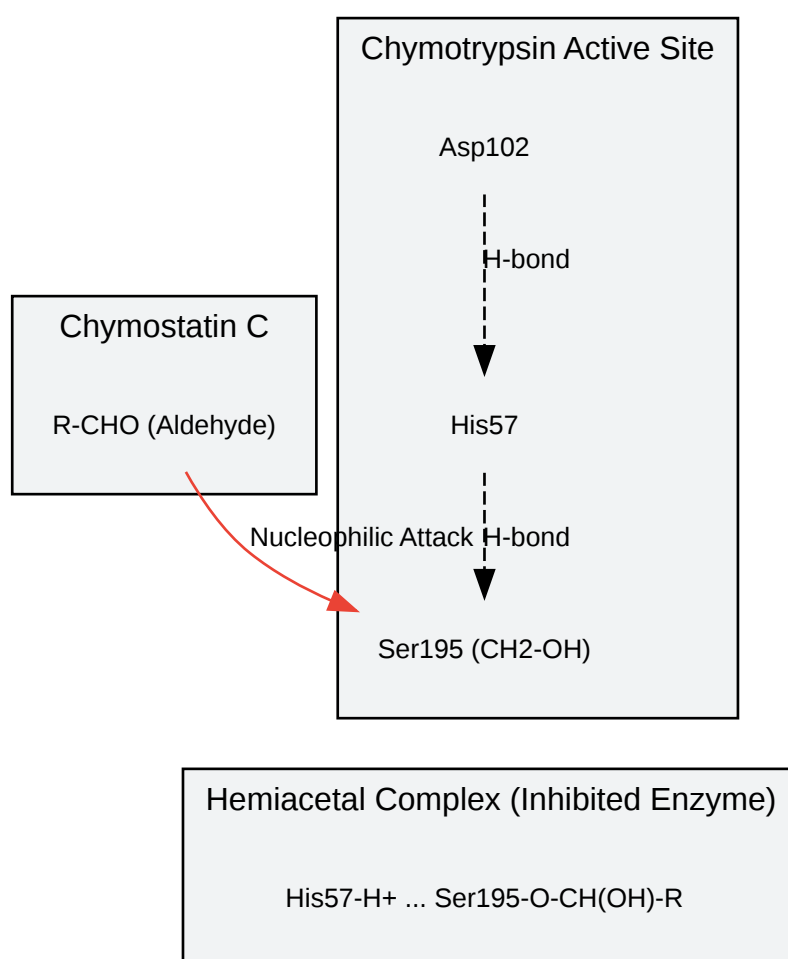 Chymotrypsin Active Site
Asp102
H-bond
Chymostatin C
R-CHO (Aldehyde)
His57
Nucleophilic Attack
H-bond
Ser195 (CH2-OH)
Hemiacetal Complex (Inhibited Enzyme)
His57-H+ ... Ser195-O-CH(OH)-R